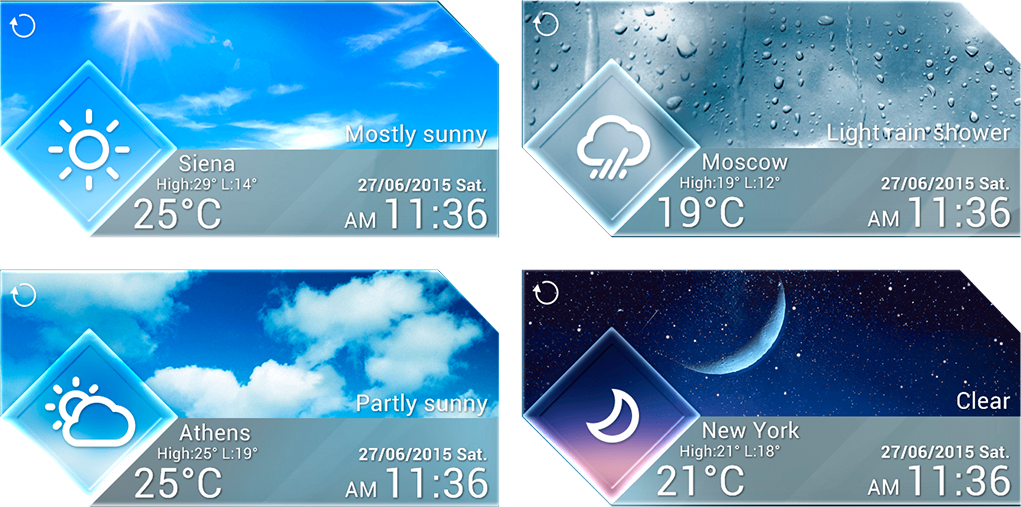 Mostly sunny
Siena
High:29° L:14°
27/06/2015 Sat.
25°C
AM 11:36
Light rain shower
Moscow
High:19° L:12°
27/06/2015 Sat.
19°C
AM 11:36
Partly sunny
Athens
High:25° L:19°
27/06/2015 Sat.
25°C
AM 11:36
Clear
New York
High:21° L:18°
27/06/2015 Sat.
21°C
AM 11:36